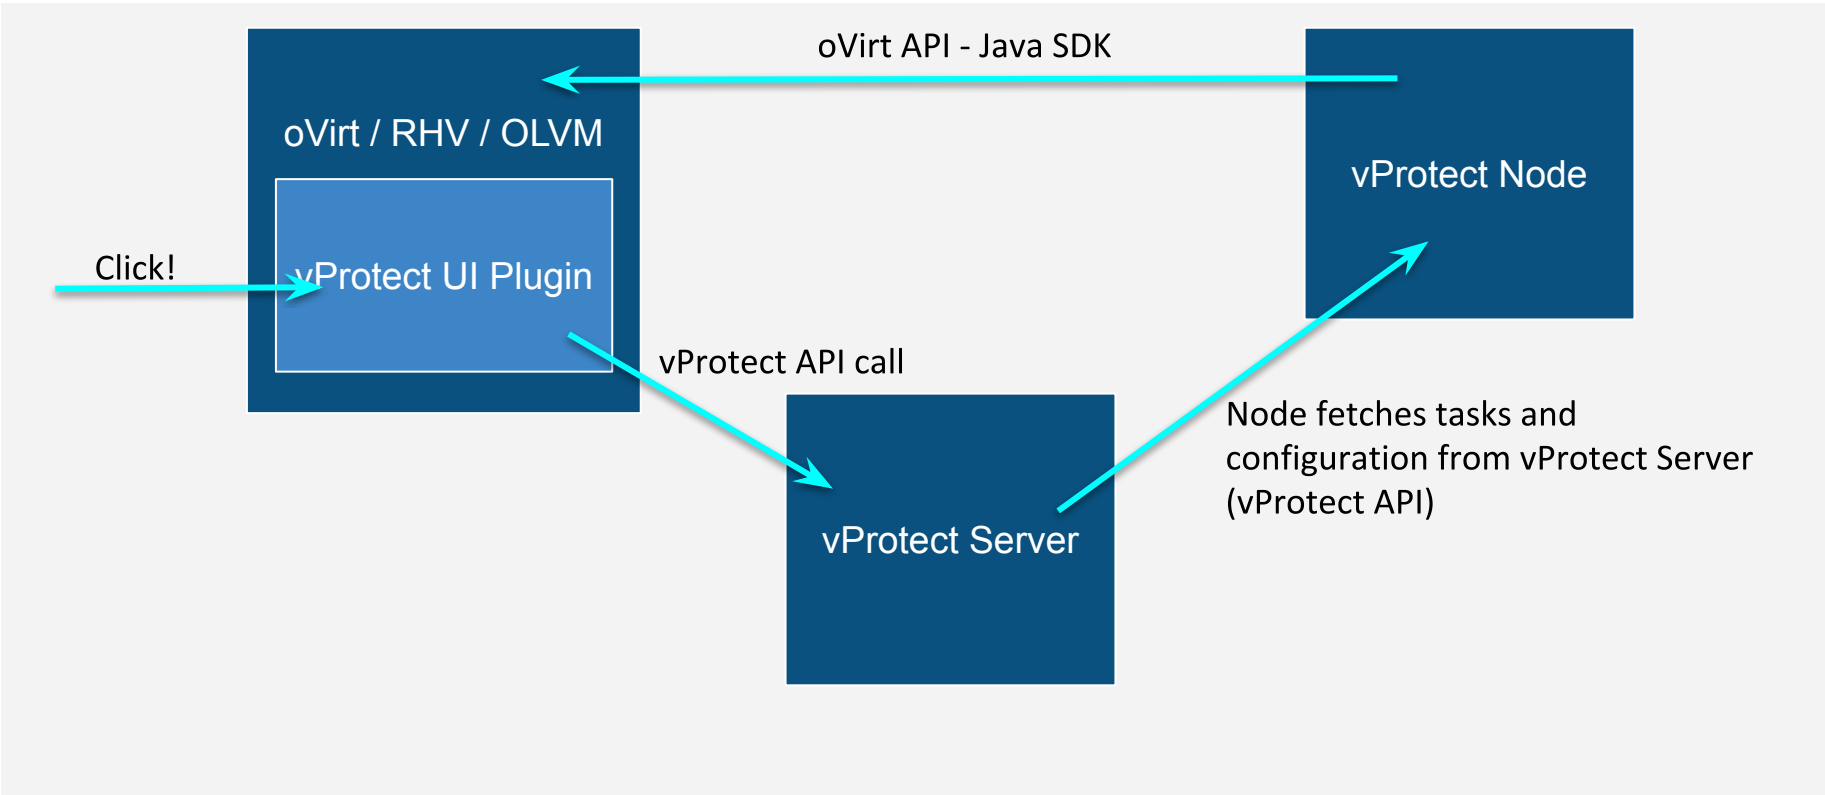 oVirt API - Java SDK
oVirt / RHV / OLVM
vProtect Node
Click!
vProtect UI Plugin
vProtect API call
Node fetches tasks and
configuration from vProtect Server
(vProtect API)
vProtect Server